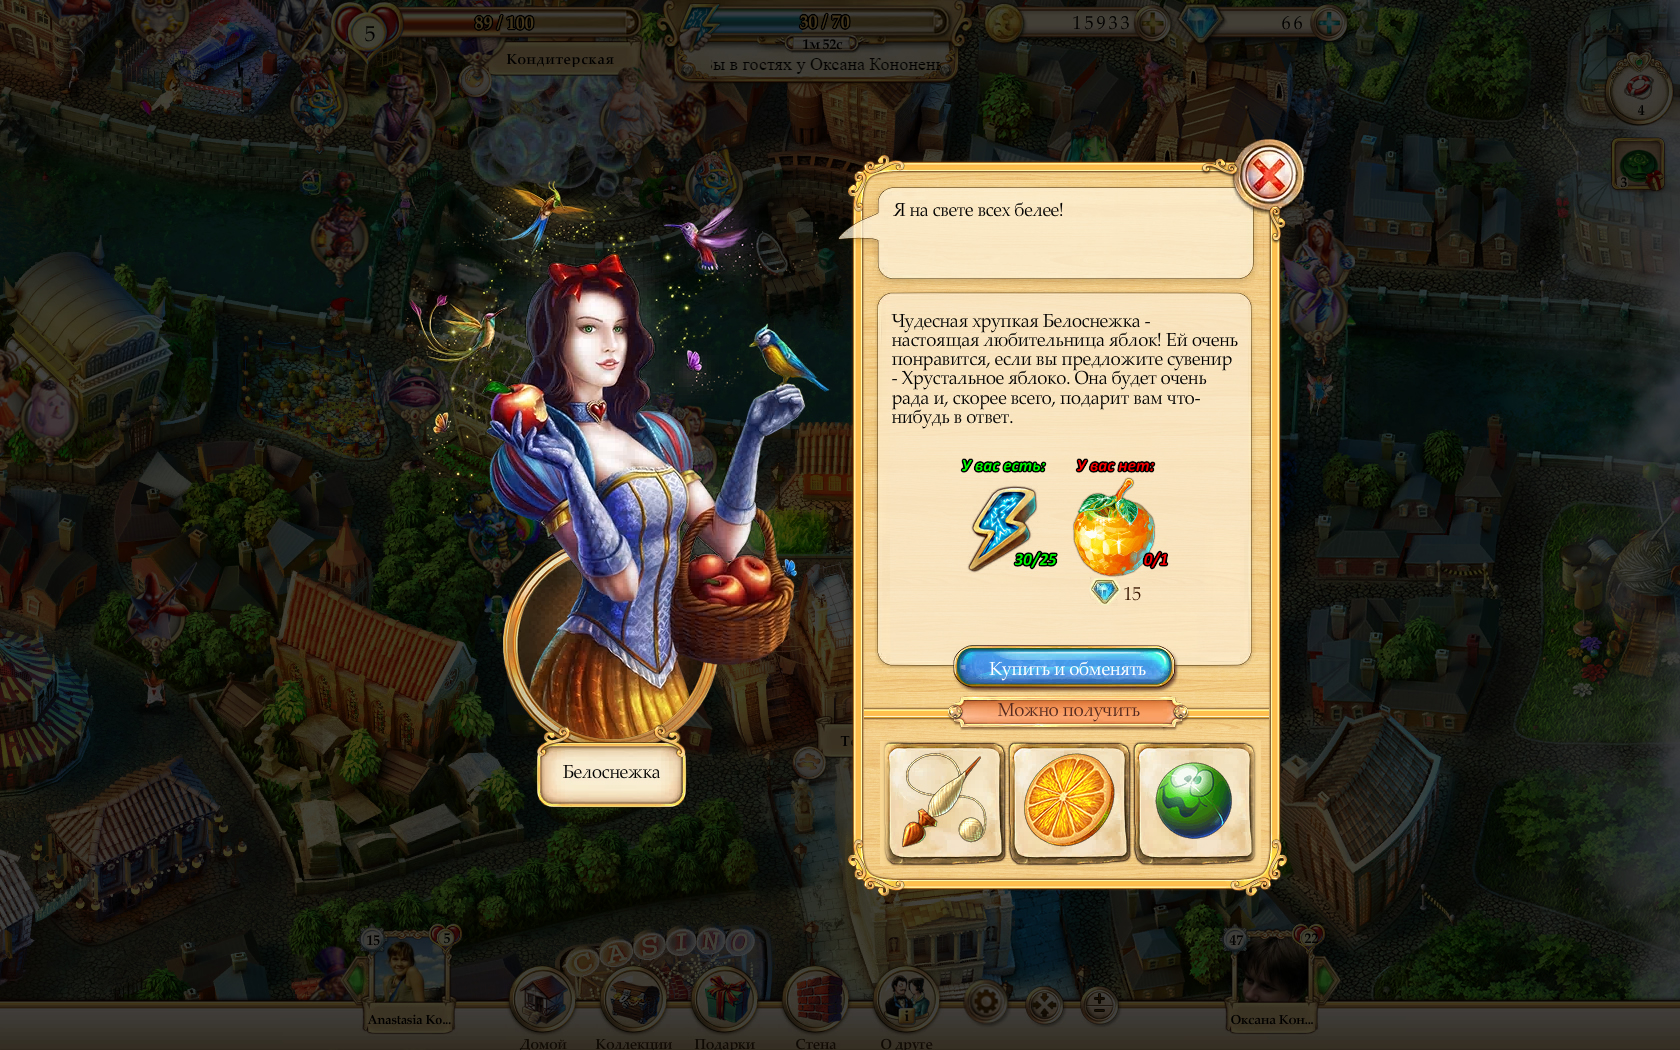 5
89 / 100
30 / 70
15933
66
1м 52с
Кондитерская
ы в гостях у Оксана Кононен
4
3
Я на свете всех белее!
Чудесная хрупкая Белоснежка -
настоящая любительница яблок! Ей очень
понравится, если вы предложите сувенир
- Хрустальное яблоко. Она будет очень
рада и, скорее всего, подарит вам что-
нибудь в ответ.
У вас есть:
У вас нет:
30/25
0/1
15
Купить и обменять
Можно получить
Белоснежка
CASINO
15
5
47
22
Anastasia Ко...
Оксана Кон...
Домой
Коллекции
Подарки
Стена
О друге